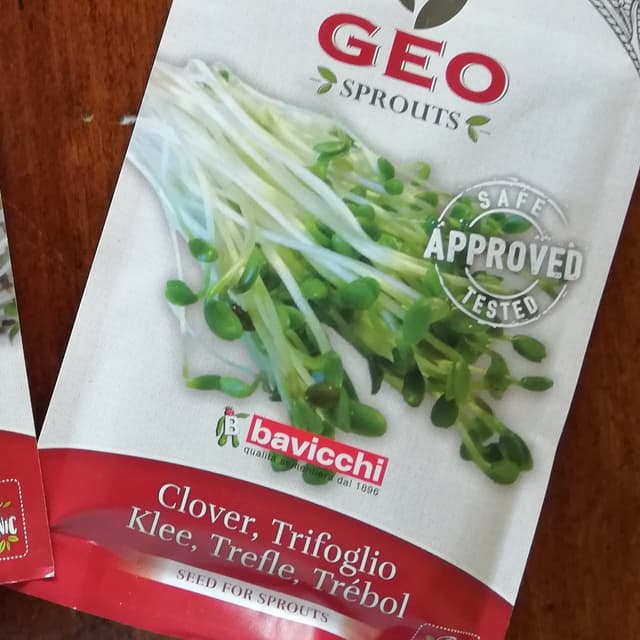 GEO
SPROUTS
SAFE
APPROVED
TESTED
B
bavicchi
qualità sementiera dal 1896
Clover, Trifoglio
Klee, Trefle, Trébol
SEED FOR SPROUTS